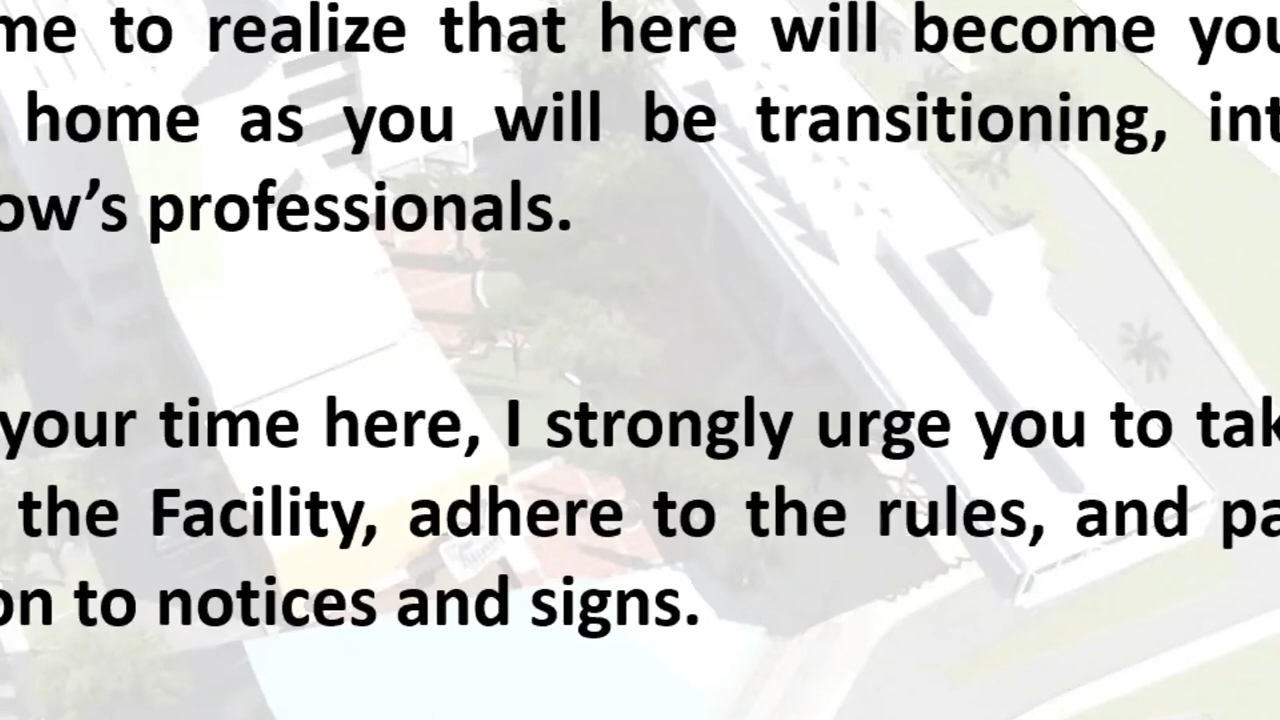 me to realize that here will become you
home as you will be transitioning, int
ow’s professionals.
your time here, I strongly urge you to tak
the Facility, adhere to the rules, and pa
on to notices and signs.